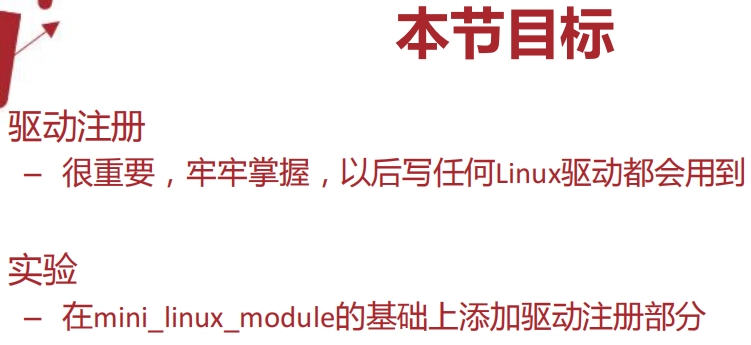 本节目标
驱动注册
– 很重要，牢牢掌握，以后写任何Linux驱动都会用到
实验
– 在mini_linux_module的基础上添加驱动注册部分